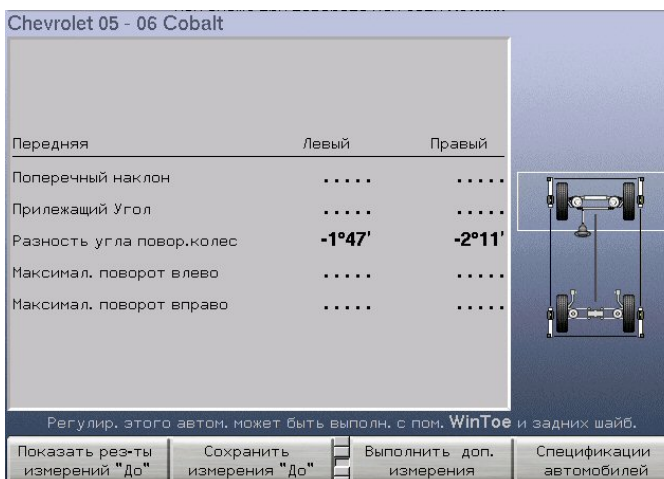 Chevrolet 05 - 06 Cobalt
Передняя Левый Правый
Поперечный наклон ..... .....
Прилежащий Угол ..... .....
Разность угла повор.колес -1°47' -2°11'
Максимал. поворот влево ..... .....
Максимал. поворот вправо ..... .....
Регулир. этого автом. может быть выполн. с пом. WinToe и задних шайб.
Показать рез-ты измерений "До"
Сохранить измерения "До"
Выполнить доп. измерения
Спецификации автомобилей